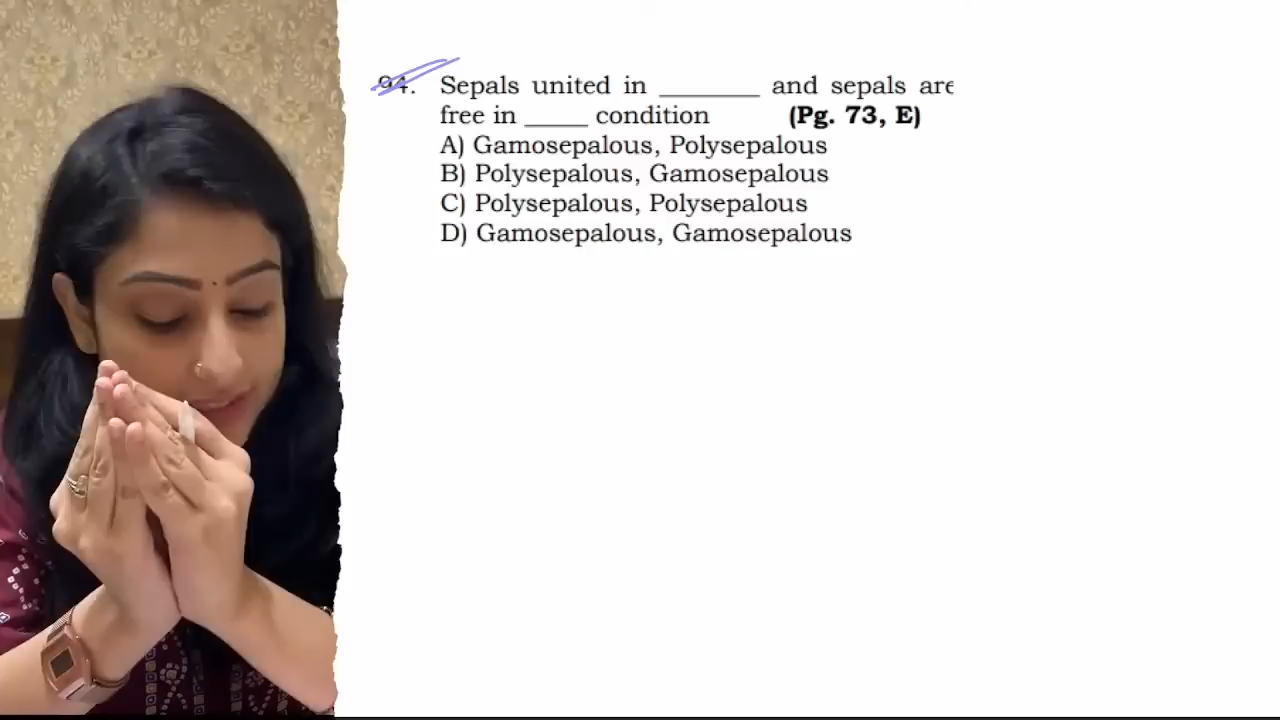 94. Sepals united in ________ and sepals are
free in _____ condition (Pg. 73, E)
A) Gamosepalous, Polysepalous
B) Polysepalous, Gamosepalous
C) Polysepalous, Polysepalous
D) Gamosepalous, Gamosepalous